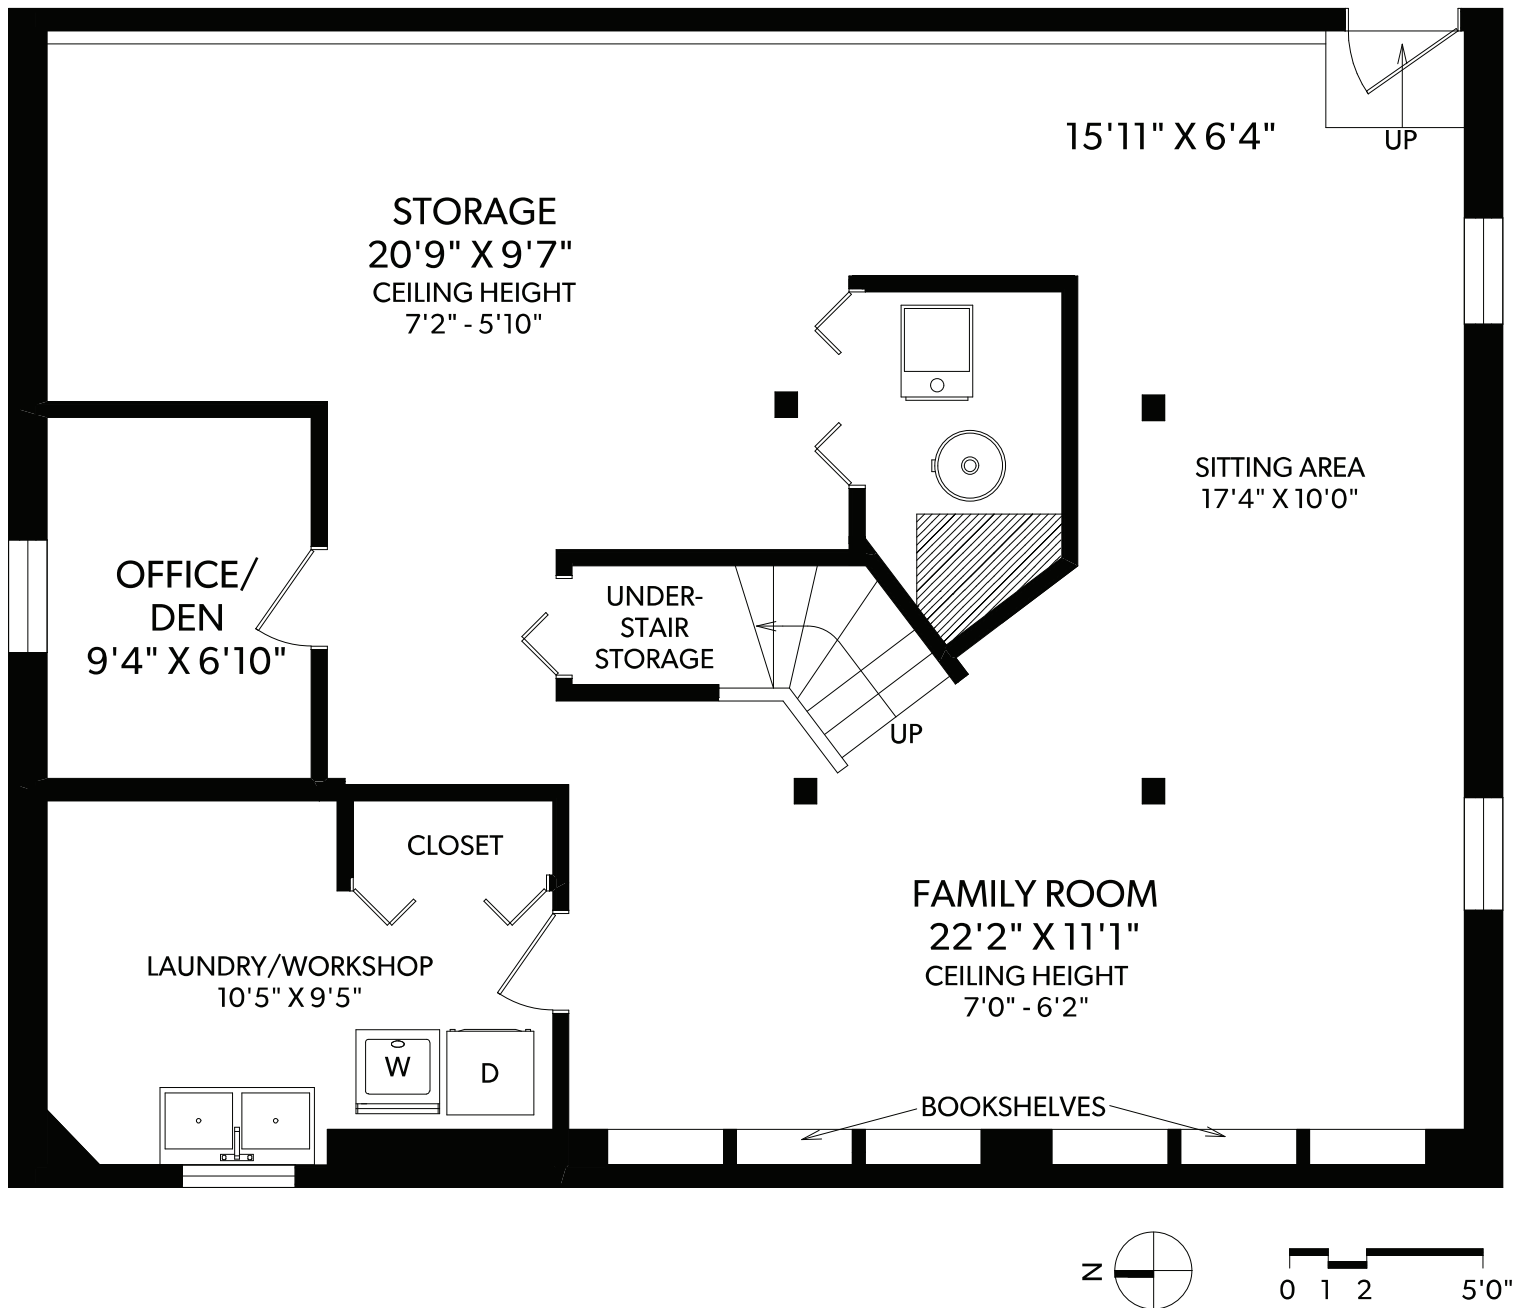 15'11" X 6'4"
UP
STORAGE
20'9" X 9'7"
CEILING HEIGHT
7'2" - 5'10"
SITTING AREA
17'4" X 10'0"
OFFICE/
DEN
9'4" X 6'10"
UNDER-
STAIR
STORAGE
UP
CLOSET
FAMILY ROOM
22'2" X 11'1"
CEILING HEIGHT
7'0" - 6'2"
LAUNDRY/WORKSHOP
10'5" X 9'5"
W
D
BOOKSHELVES
N
0 1 2 5'0"